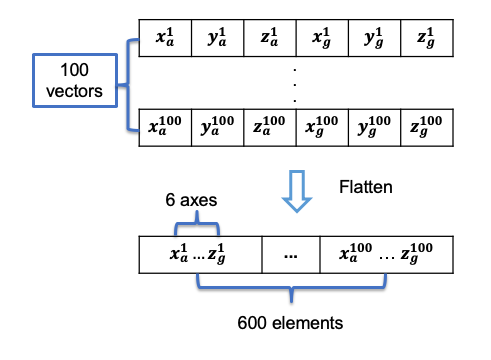 100
vectors
x_a^1 y_a^1 z_a^1 x_g^1 y_g^1 z_g^1
.
.
.
x_a^100 y_a^100 z_a^100 x_g^100 y_g^100 z_g^100
Flatten
6 axes
x_a^1 ... z_g^1 ... x_a^100 ... z_g^100
600 elements